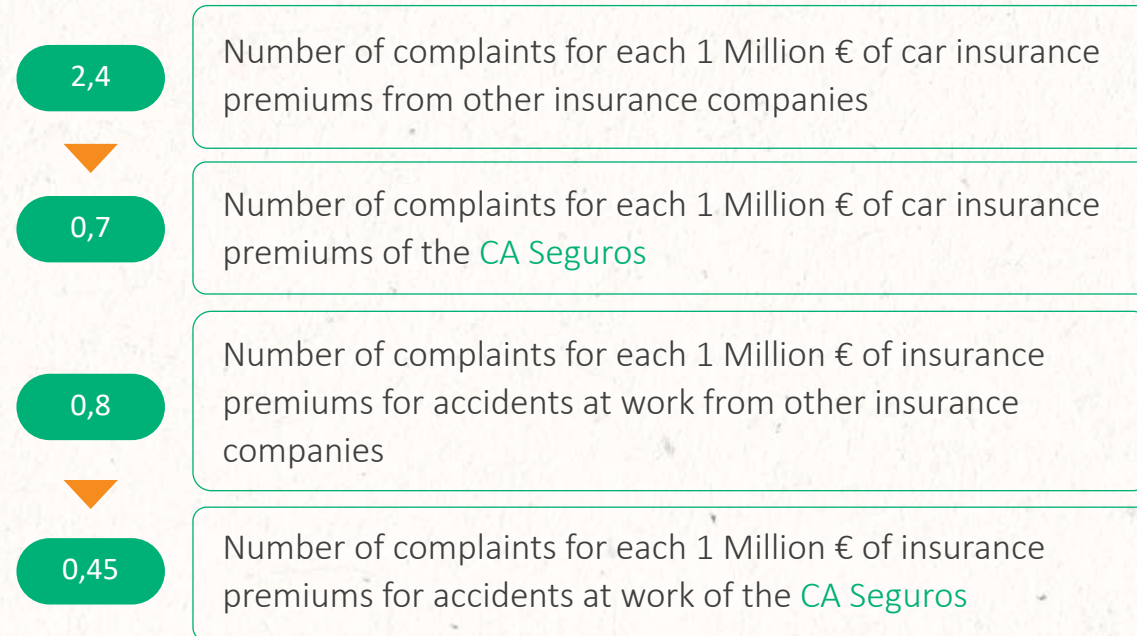 2,4
Number of complaints for each 1 Million € of car insurance
premiums from other insurance companies
0,7
Number of complaints for each 1 Million € of car insurance
premiums of the CA Seguros
0,8
Number of complaints for each 1 Million € of insurance
premiums for accidents at work from other insurance
companies
0,45
Number of complaints for each 1 Million € of insurance
premiums for accidents at work of the CA Seguros